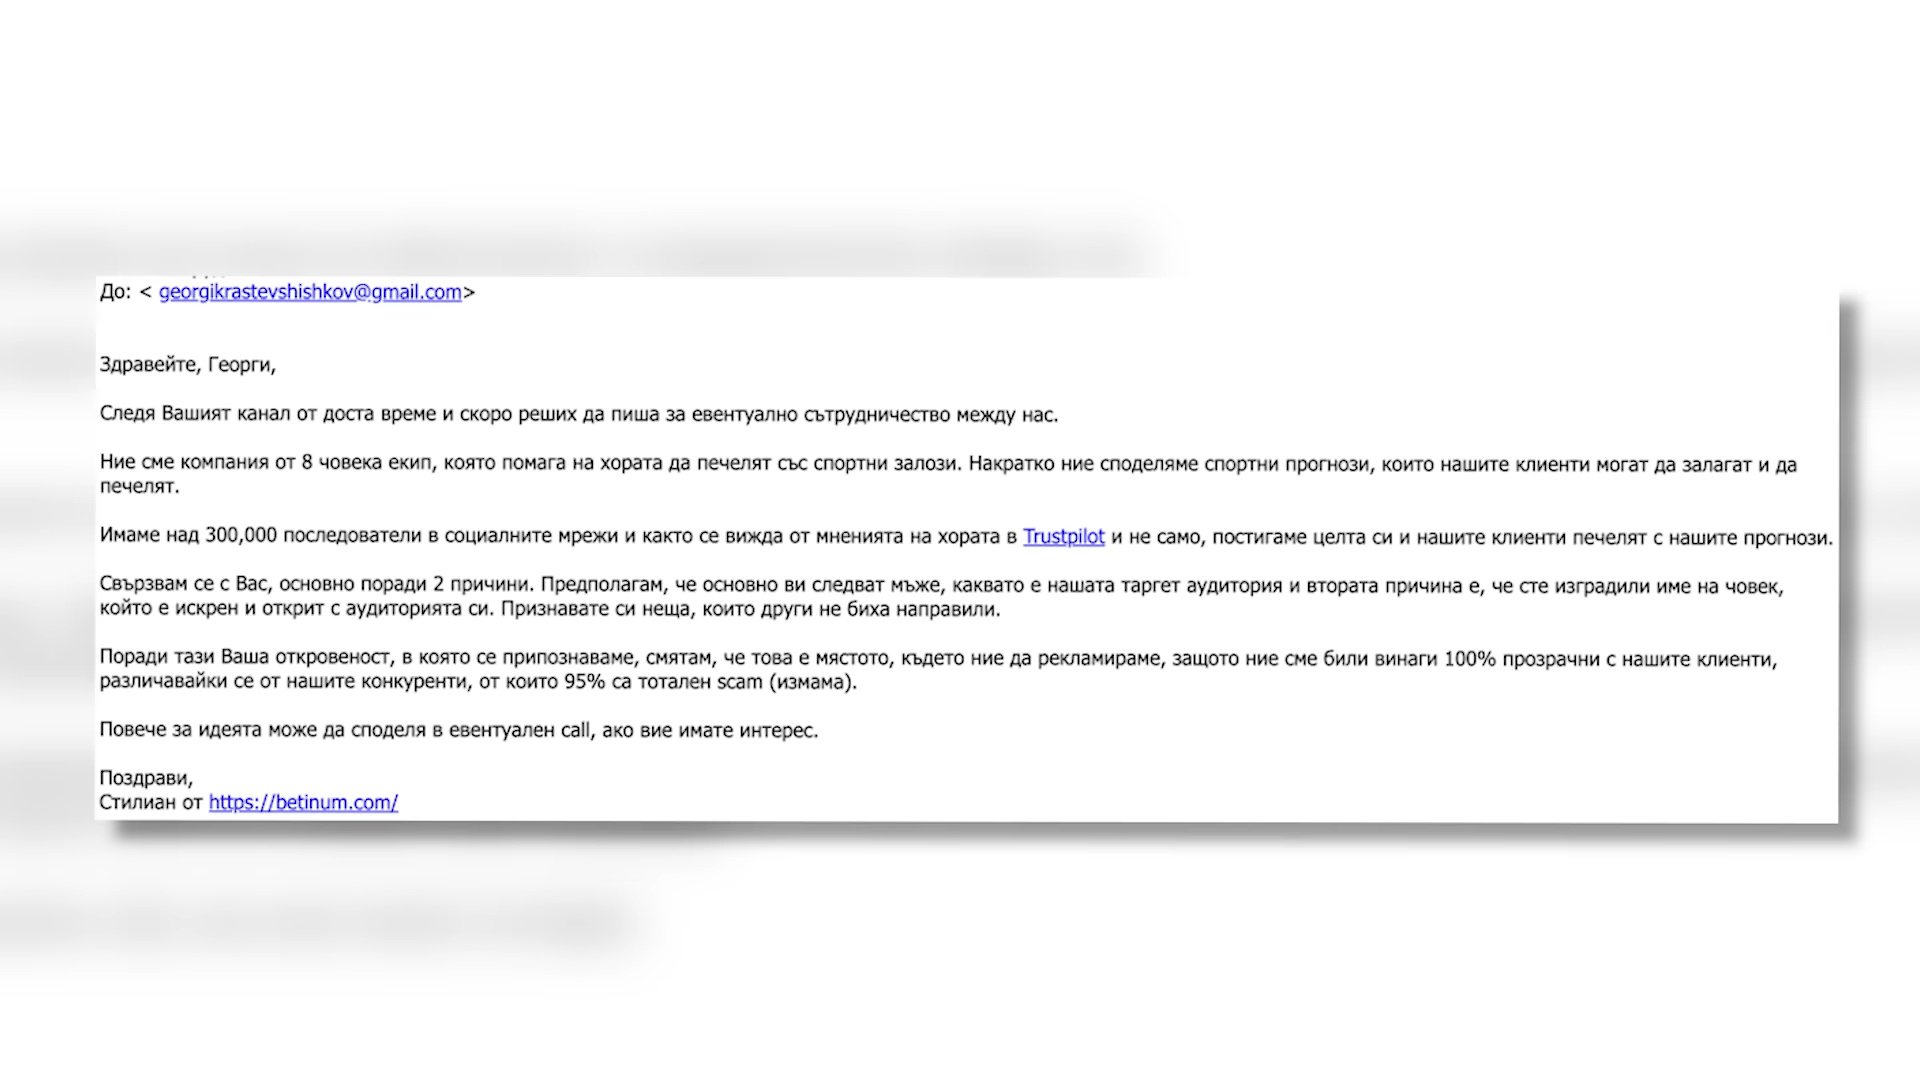 До: < georgikrastevshishkov@gmail.com>
Здравейте, Георги,
Следя Вашият канал от доста време и скоро реших да пиша за евентуално сътрудничество между нас.
Ние сме компания от 8 човека екип, която помага на хората да печелят със спортни залози. Накратко ние споделяме спортни прогнози, които нашите клиенти могат да залагат и да
печелят.
Имаме над 300,000 последователи в социалните мрежи и както се вижда от мненията на хората в Trustpilot и не само, постигаме целта си и нашите клиенти печелят с нашите прогнози.
Свързвам се с Вас, основно поради 2 причини. Предполагам, че основно ви следват мъже, каквато е нашата таргет аудитория и втората причина е, че сте изградили име на човек,
който е искрен и открит с аудиторията си. Признавате си неща, които други не биха направили.
Поради тази Ваша откровеност, в която се припознаваме, смятам, че това е мястото, където ние да рекламираме, защото ние сме били винаги 100% прозрачни с нашите клиенти,
различавайки се от нашите конкуренти, от които 95% са тотален scam (измама).
Повече за идеята може да споделя в евентуален call, ако вие имате интерес.
Поздрави,
Стилиан от https://betinum.com/